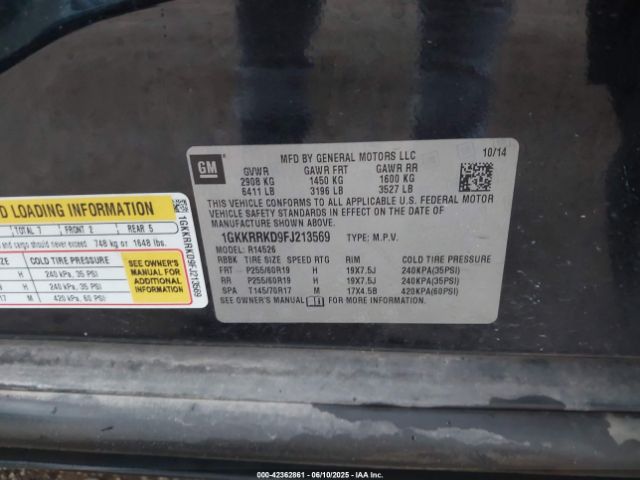 GM
MFD BY GENERAL MOTORS LLC 10/14
GVWR GAWR FRT GAWR RR
2908 KG 1450 KG 1600 KG
6411 LB 3196 LB 3527 LB
THIS VEHICLE CONFORMS TO ALL APPLICABLE U.S. FEDERAL MOTOR
VEHICLE SAFETY STANDARDS IN EFFECT ON THE DATE OF
MANUFACTURE SHOWN ABOVE.
1GKKRRKD9FJ213569 TYPE: M.P.V.
MODEL: R14526
RBBK TIRE SIZE SPEED RTG RIM COLD TIRE PRESSURE
FRT - P255/60R19 H 19X7.5J 240KPA(35PSI)
RR - P255/60R19 H 19X7.5J 240KPA(35PSI)
SPA - T145/70R17 M 17X4.5B 420KPA(60PSI)
SEE OWNER'S MANUAL FOR MORE INFORMATION.
LOADING INFORMATION
TOTAL 7 FRONT 2 REAR 5
and cargo should never exceed 748 kg or 1648 lbs.
COLD TIRE PRESSURE
H 240 kPa, 35 PSI
H 240 kPa, 35 PSI
M 420 kPa, 60 PSI
SEE OWNER'S
MANUAL FOR
ADDITIONAL
INFORMATION
1GKKRRKD9FJ213569
© COPYRIGHT - 42362861 - 06/10/2025 - IAA Inc.